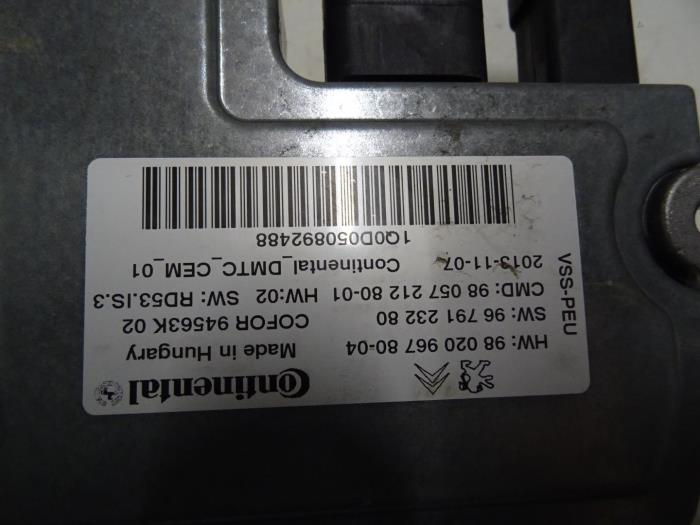 Continental
Made in Hungary
HW: 98 020 967 80-04
COFOR 94563K 02
SW: 96 791 232 80
CMD: 98 057 212 80-01 HW:02 SW: RD53.IS.3
2013-11-07 Continental_DMTC_CEM_01
VSS-PEU
1Q0D050892488